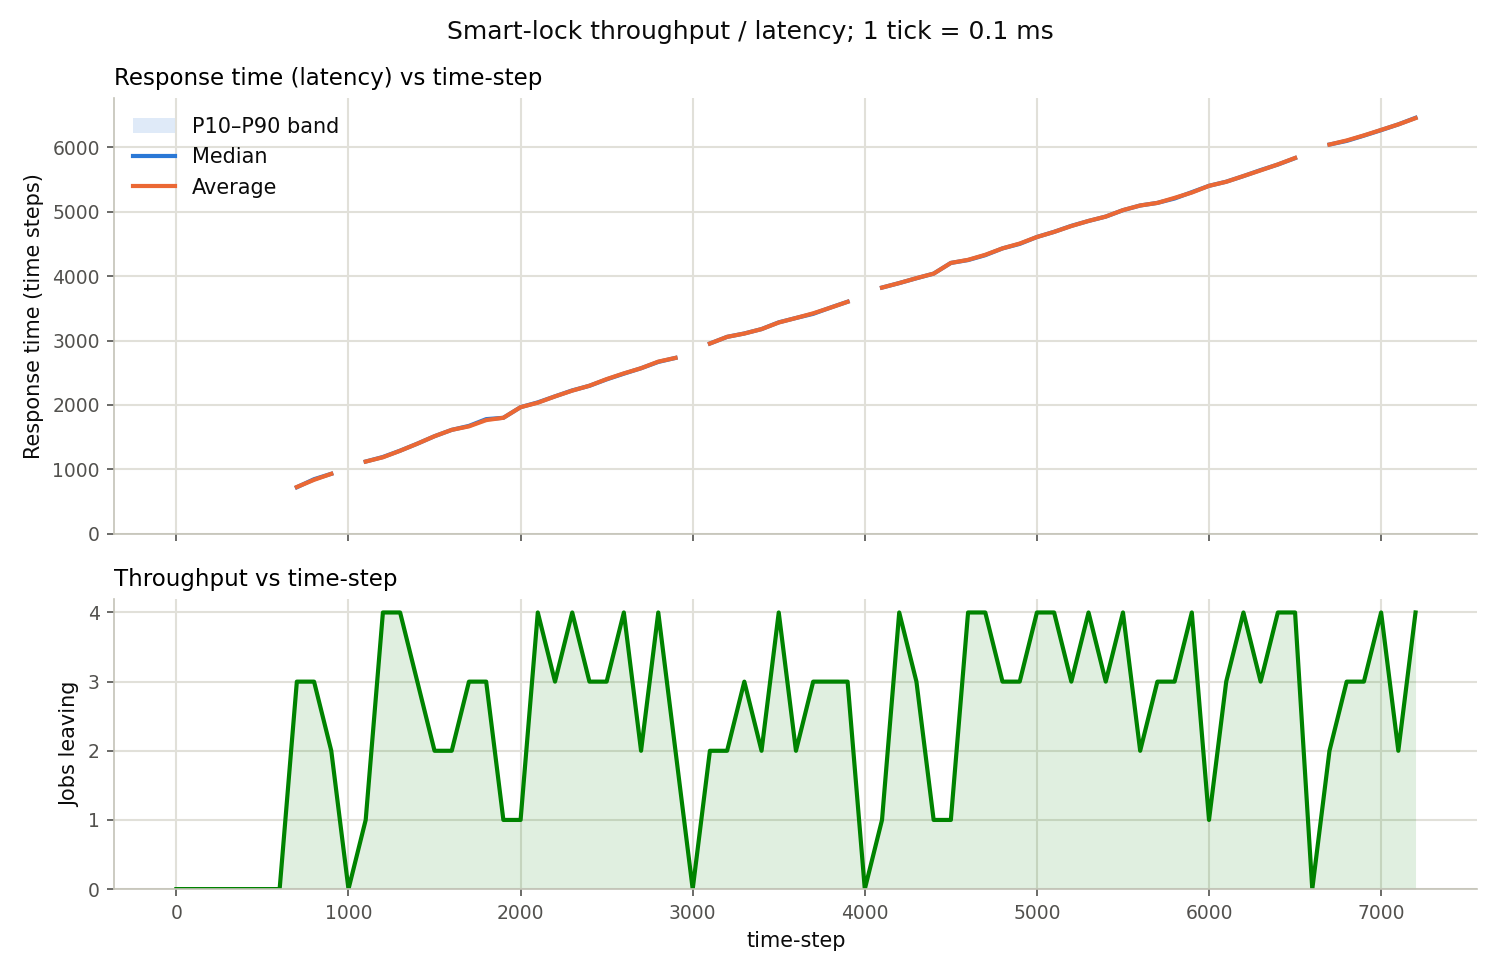 Smart-lock throughput / latency; 1 tick = 0.1 ms
Response time (latency) vs time-step
P10–P90 band
Median
Average
Response time (time steps)
6000
5000
4000
3000
2000
1000
0
Throughput vs time-step
Jobs leaving
4
3
2
1
0
0 1000 2000 3000 4000 5000 6000 7000
time-step